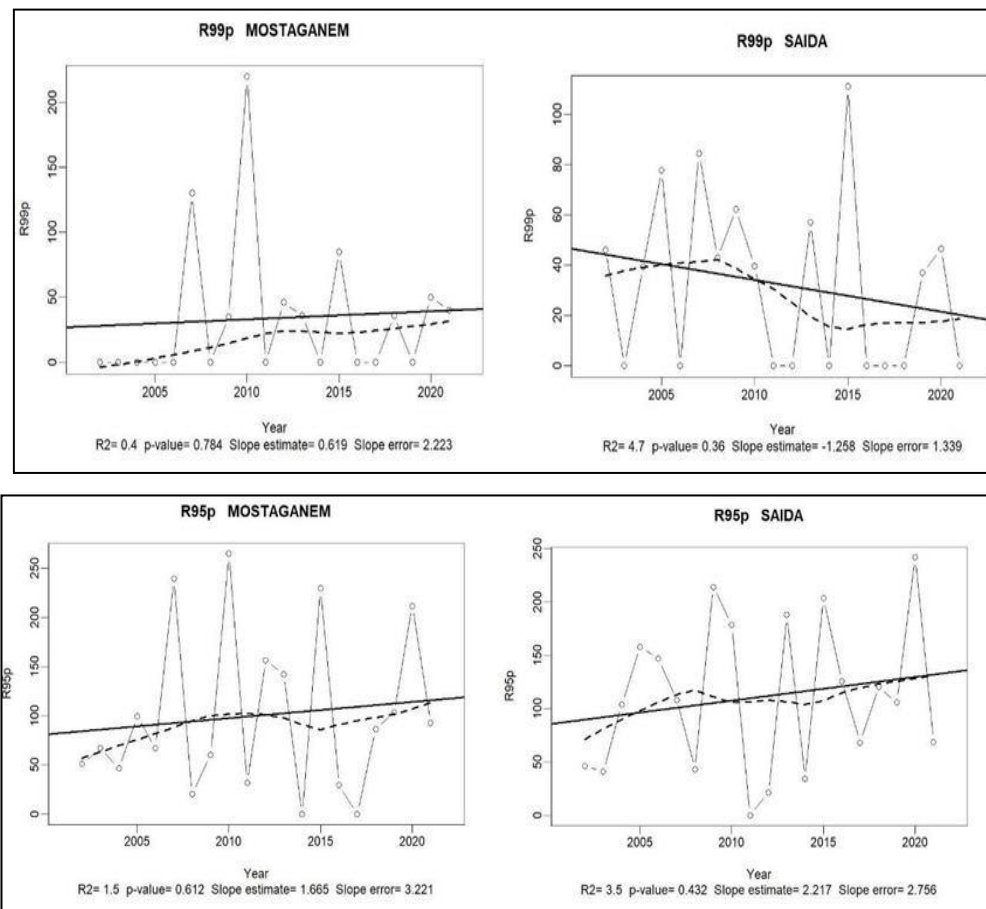 R99p MOSTAGANEM
R99p
200
150
100
50
0
2005 2010 2015 2020
Year
R2= 0.4 p-value= 0.784 Slope estimate= 0.619 Slope error= 2.223
R99p SAIDA
R99p
100
80
60
40
20
0
2005 2010 2015 2020
Year
R2= 4.7 p-value= 0.36 Slope estimate= -1.258 Slope error= 1.339
R95p MOSTAGANEM
R95p
250
200
150
100
50
0
2005 2010 2015 2020
Year
R2= 1.5 p-value= 0.612 Slope estimate= 1.665 Slope error= 3.221
R95p SAIDA
R95p
250
200
150
100
50
0
2005 2010 2015 2020
Year
R2= 3.5 p-value= 0.432 Slope estimate= 2.217 Slope error= 2.756